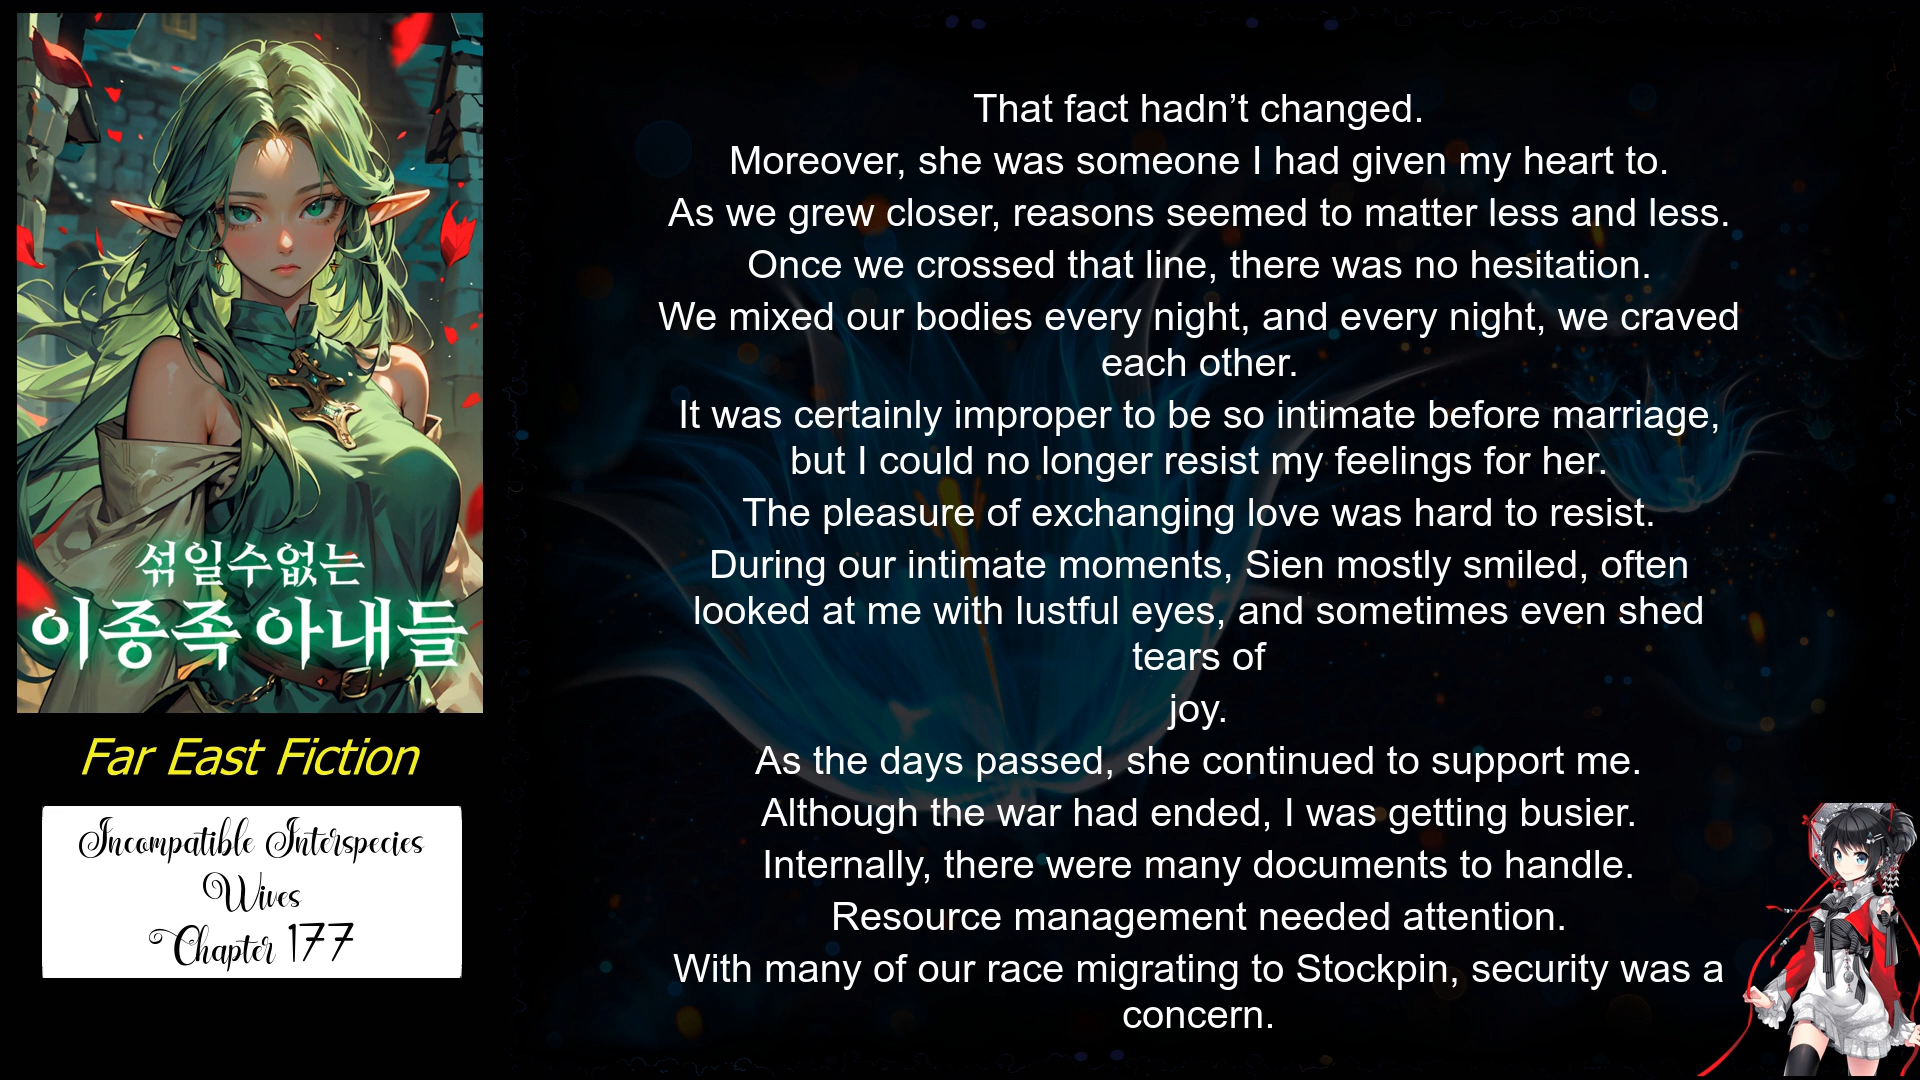 섞일수없는
이종족 아내들
Far East Fiction
Incompatible Interspecies
Wives
Chapter 177
That fact hadn’t changed.
Moreover, she was someone I had given my heart to.
As we grew closer, reasons seemed to matter less and less.
Once we crossed that line, there was no hesitation.
We mixed our bodies every night, and every night, we craved
each other.
It was certainly improper to be so intimate before marriage,
but I could no longer resist my feelings for her.
The pleasure of exchanging love was hard to resist.
During our intimate moments, Sien mostly smiled, often
looked at me with lustful eyes, and sometimes even shed
tears of
joy.
As the days passed, she continued to support me.
Although the war had ended, I was getting busier.
Internally, there were many documents to handle.
Resource management needed attention.
With many of our race migrating to Stockpin, security was a
concern.